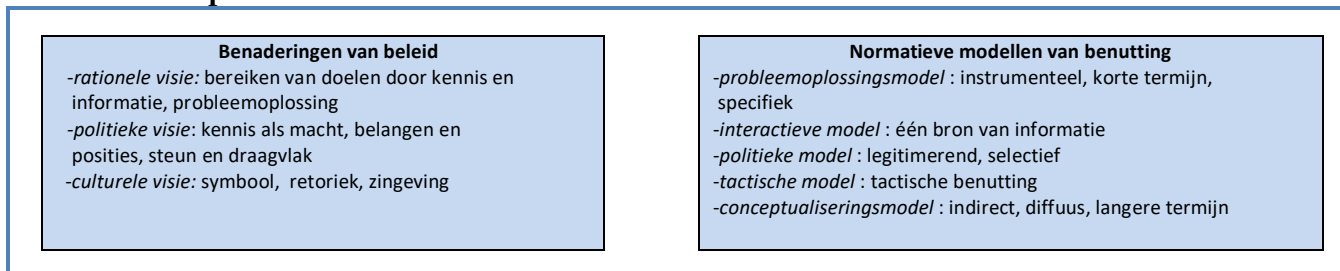 Benaderingen van beleid
-rationele visie: bereiken van doelen door kennis en
informatie, probleemoplossing
-politieke visie: kennis als macht, belangen en
posities, steun en draagvlak
-culturele visie: symbool, retoriek, zingeving
Normatieve modellen van benutting
-probleemoplossingsmodel : instrumenteel, korte termijn,
specifiek
-interactieve model : één bron van informatie
-politieke model : legitimerend, selectief
-tactische model : tactische benutting
-conceptualiseringsmodel : indirect, diffuus, langere termijn